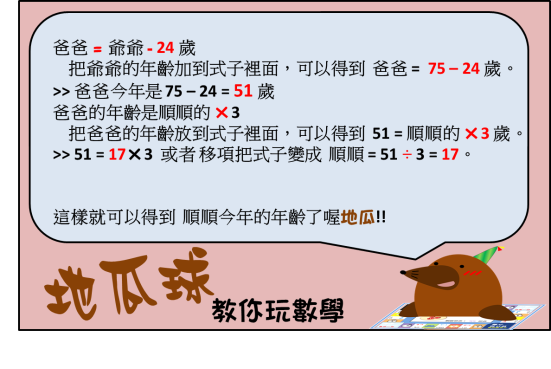 爸爸 = 爺爺 - 24 歲
把爺爺的年齡加到式子裡面，可以得到 爸爸 = 75 – 24 歲。
>> 爸爸今年是 75 – 24 = 51 歲
爸爸的年齡是順順的 ×3
把爸爸的年齡放到式子裡面，可以得到 51 = 順順的 ×3 歲。
>> 51 = 17×3 或者移項把式子變成 順順 = 51 ÷ 3 = 17。
這樣就可以得到 順順今年的年齡了喔地瓜!!
地瓜球
教你玩數學